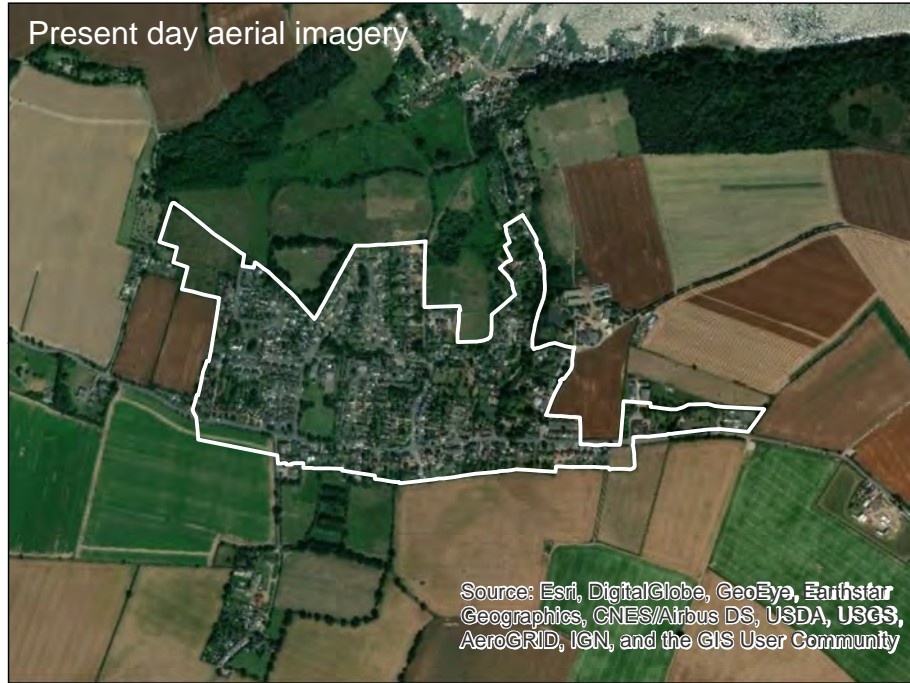 Present day aerial imagery
Source: Esri, DigitalGlobe, GeoEye, Earthstar
Geographics, CNES/Airbus DS, USDA, USGS,
AeroGRID, IGN, and the GIS User Community